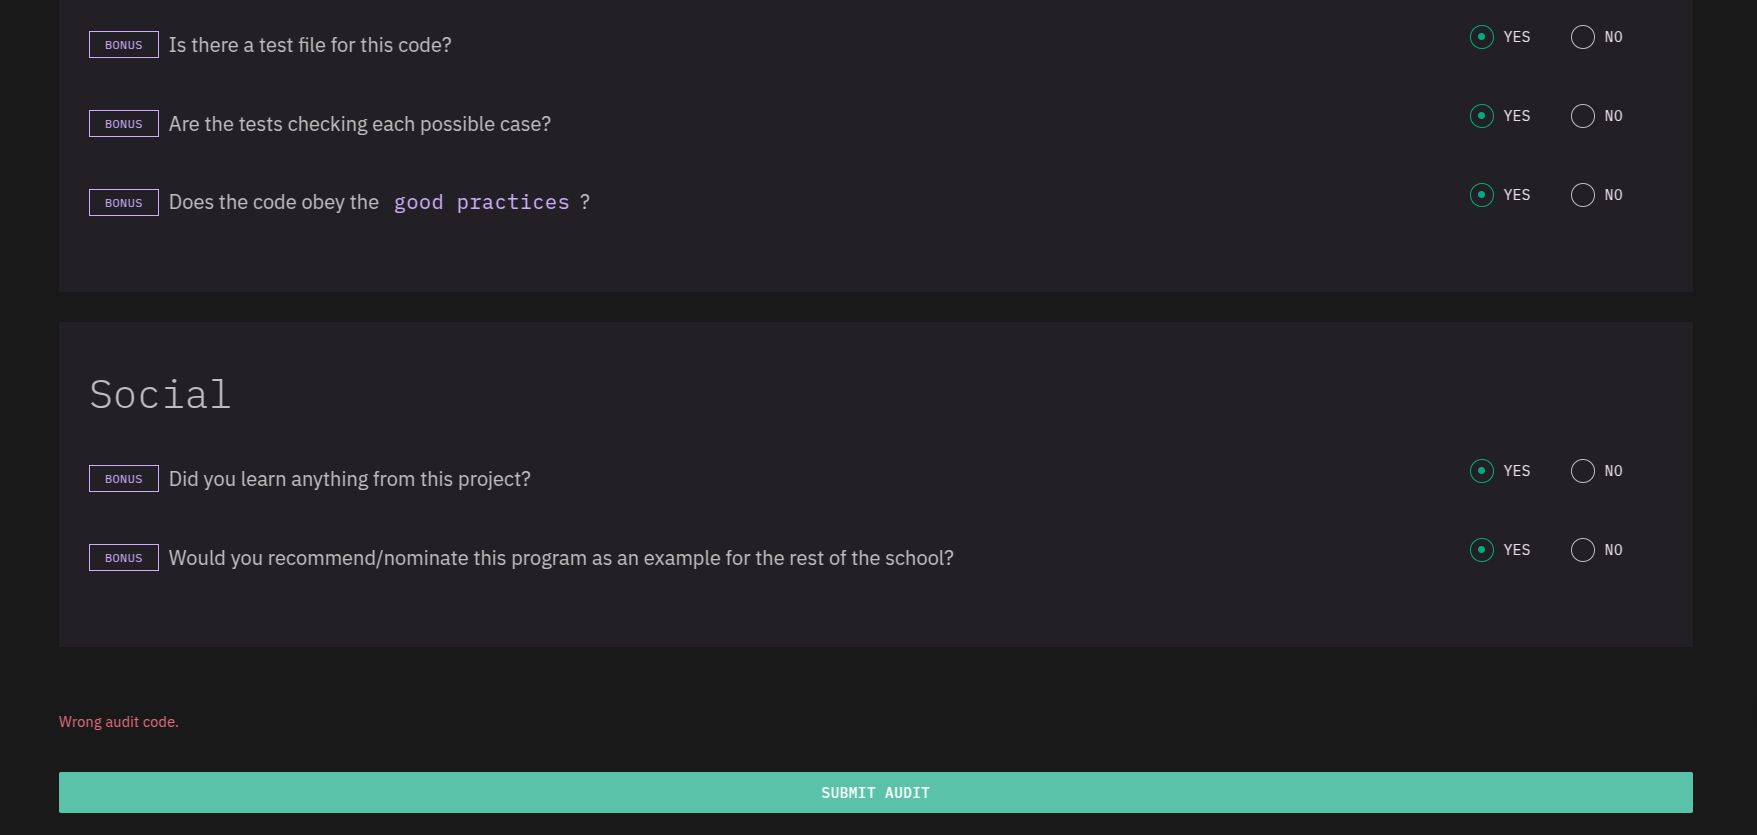 BONUS Is there a test file for this code? YES NO
BONUS Are the tests checking each possible case? YES NO
BONUS Does the code obey the good practices ? YES NO
Social
BONUS Did you learn anything from this project? YES NO
BONUS Would you recommend/nominate this program as an example for the rest of the school? YES NO
Wrong audit code.
SUBMIT AUDIT